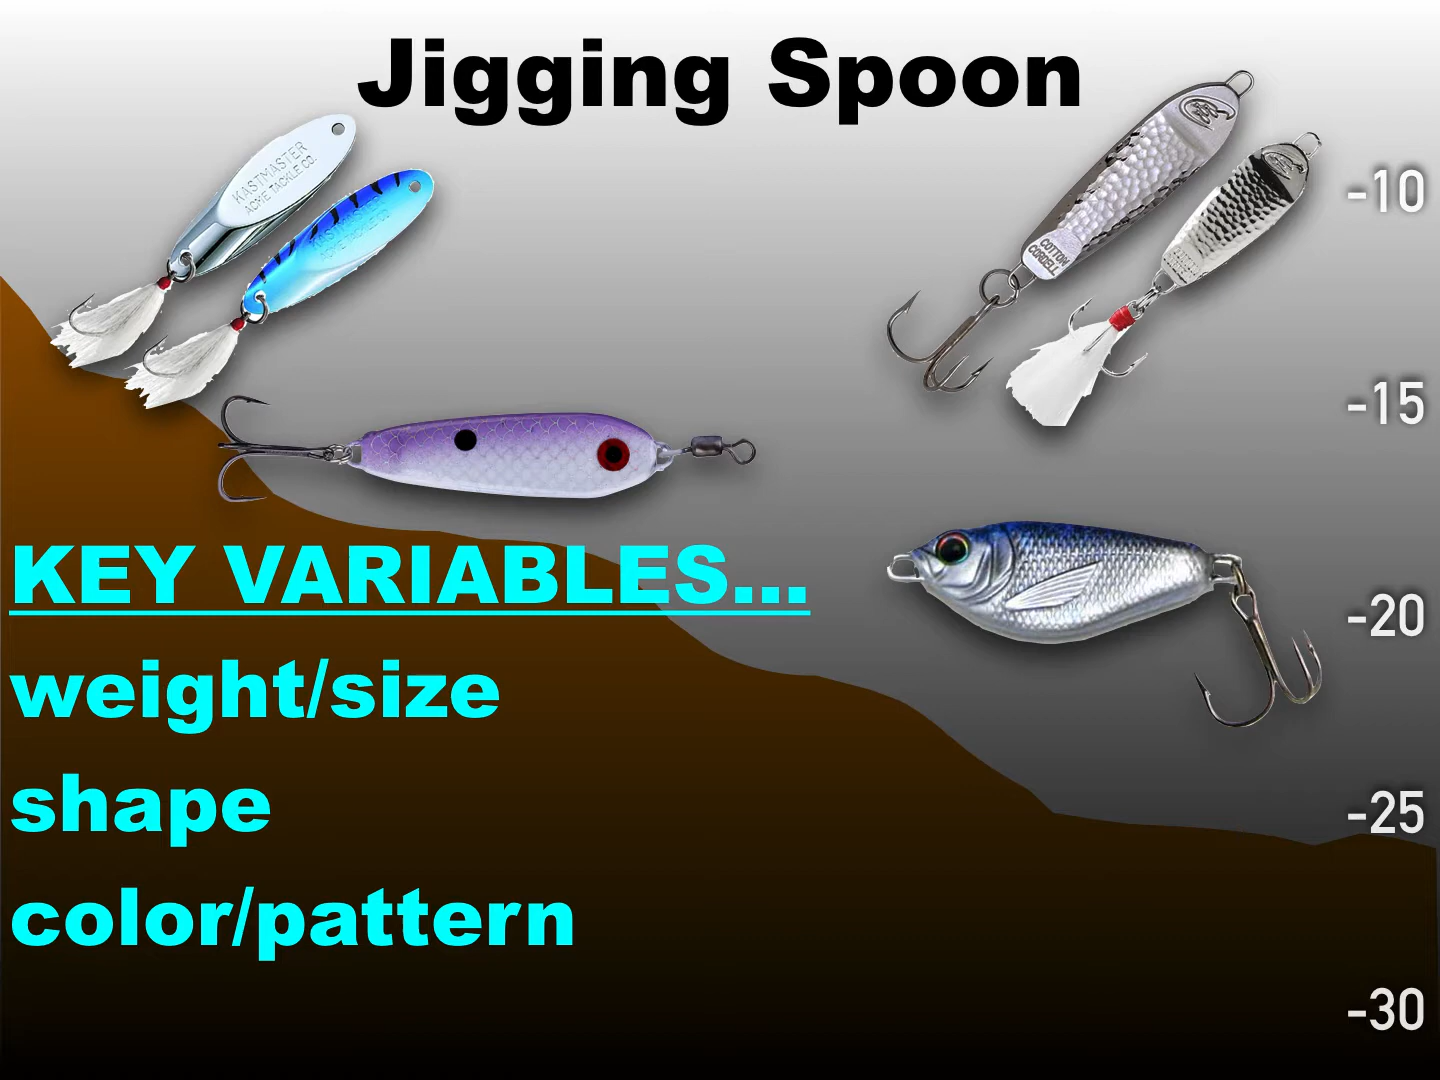 Jigging Spoon
KASTMASTER
ACME TACKLE CO.
COTTON
CORDELL
-10
-15
KEY VARIABLES...
-20
weight/size
shape
-25
color/pattern
-30